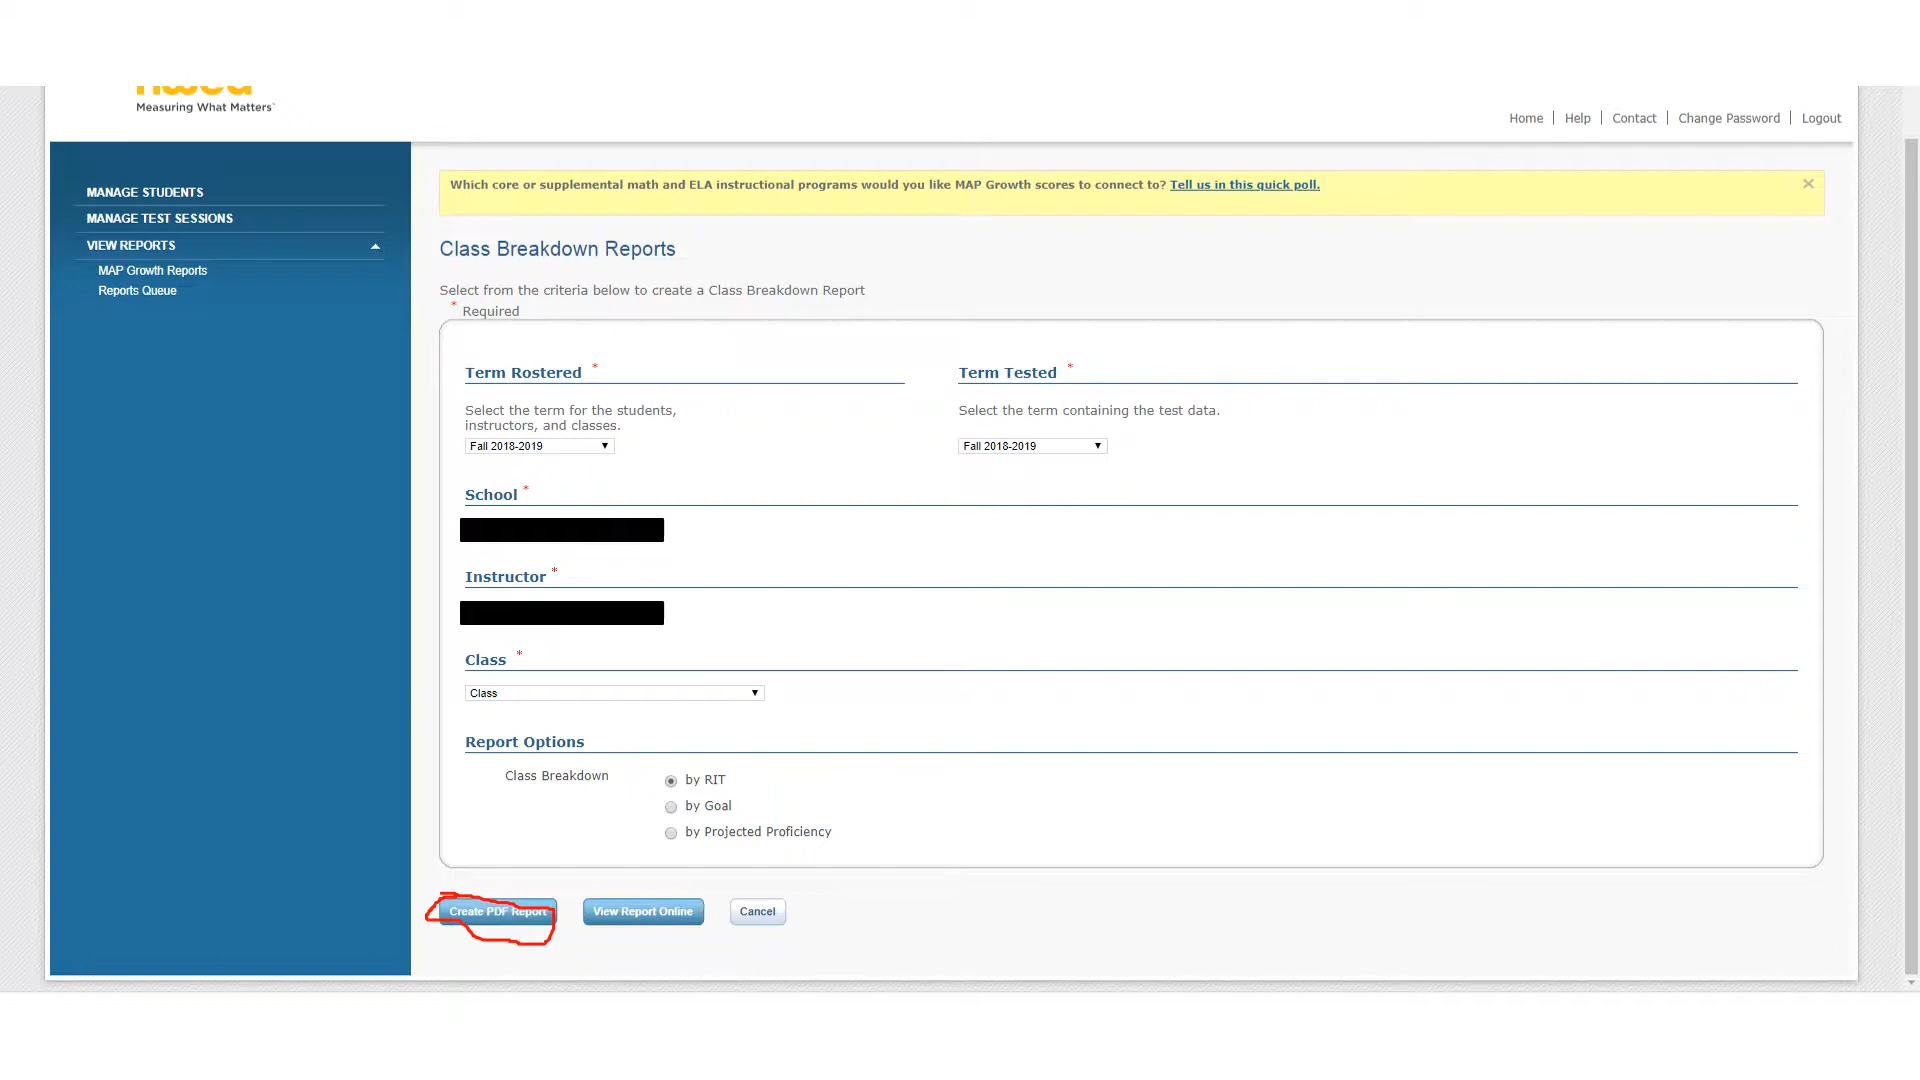 nwea
Measuring What Matters™
Home | Help | Contact | Change Password | Logout
MANAGE STUDENTS
MANAGE TEST SESSIONS
VIEW REPORTS
MAP Growth Reports
Reports Queue
Which core or supplemental math and ELA instructional programs would you like MAP Growth scores to connect to? Tell us in this quick poll.
Class Breakdown Reports
Select from the criteria below to create a Class Breakdown Report
* Required
Term Rostered *
Select the term for the students,
instructors, and classes.
Fall 2018-2019
Term Tested *
Select the term containing the test data.
Fall 2018-2019
School *
Instructor *
Class *
Class
Report Options
Class Breakdown
by RIT
by Goal
by Projected Proficiency
Create PDF Report
View Report Online
Cancel